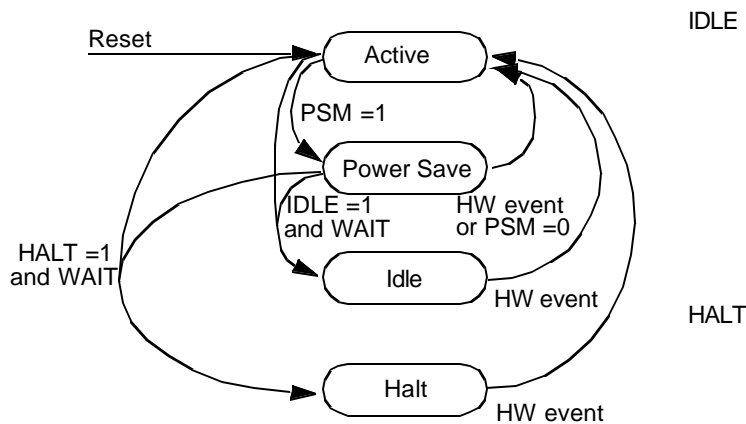 IDLE
Reset
Active
PSM =1
Power Save
IDLE =1
and WAIT
HW event
or PSM =0
HALT =1
and WAIT
Idle
HW event
HALT
Halt
HW event